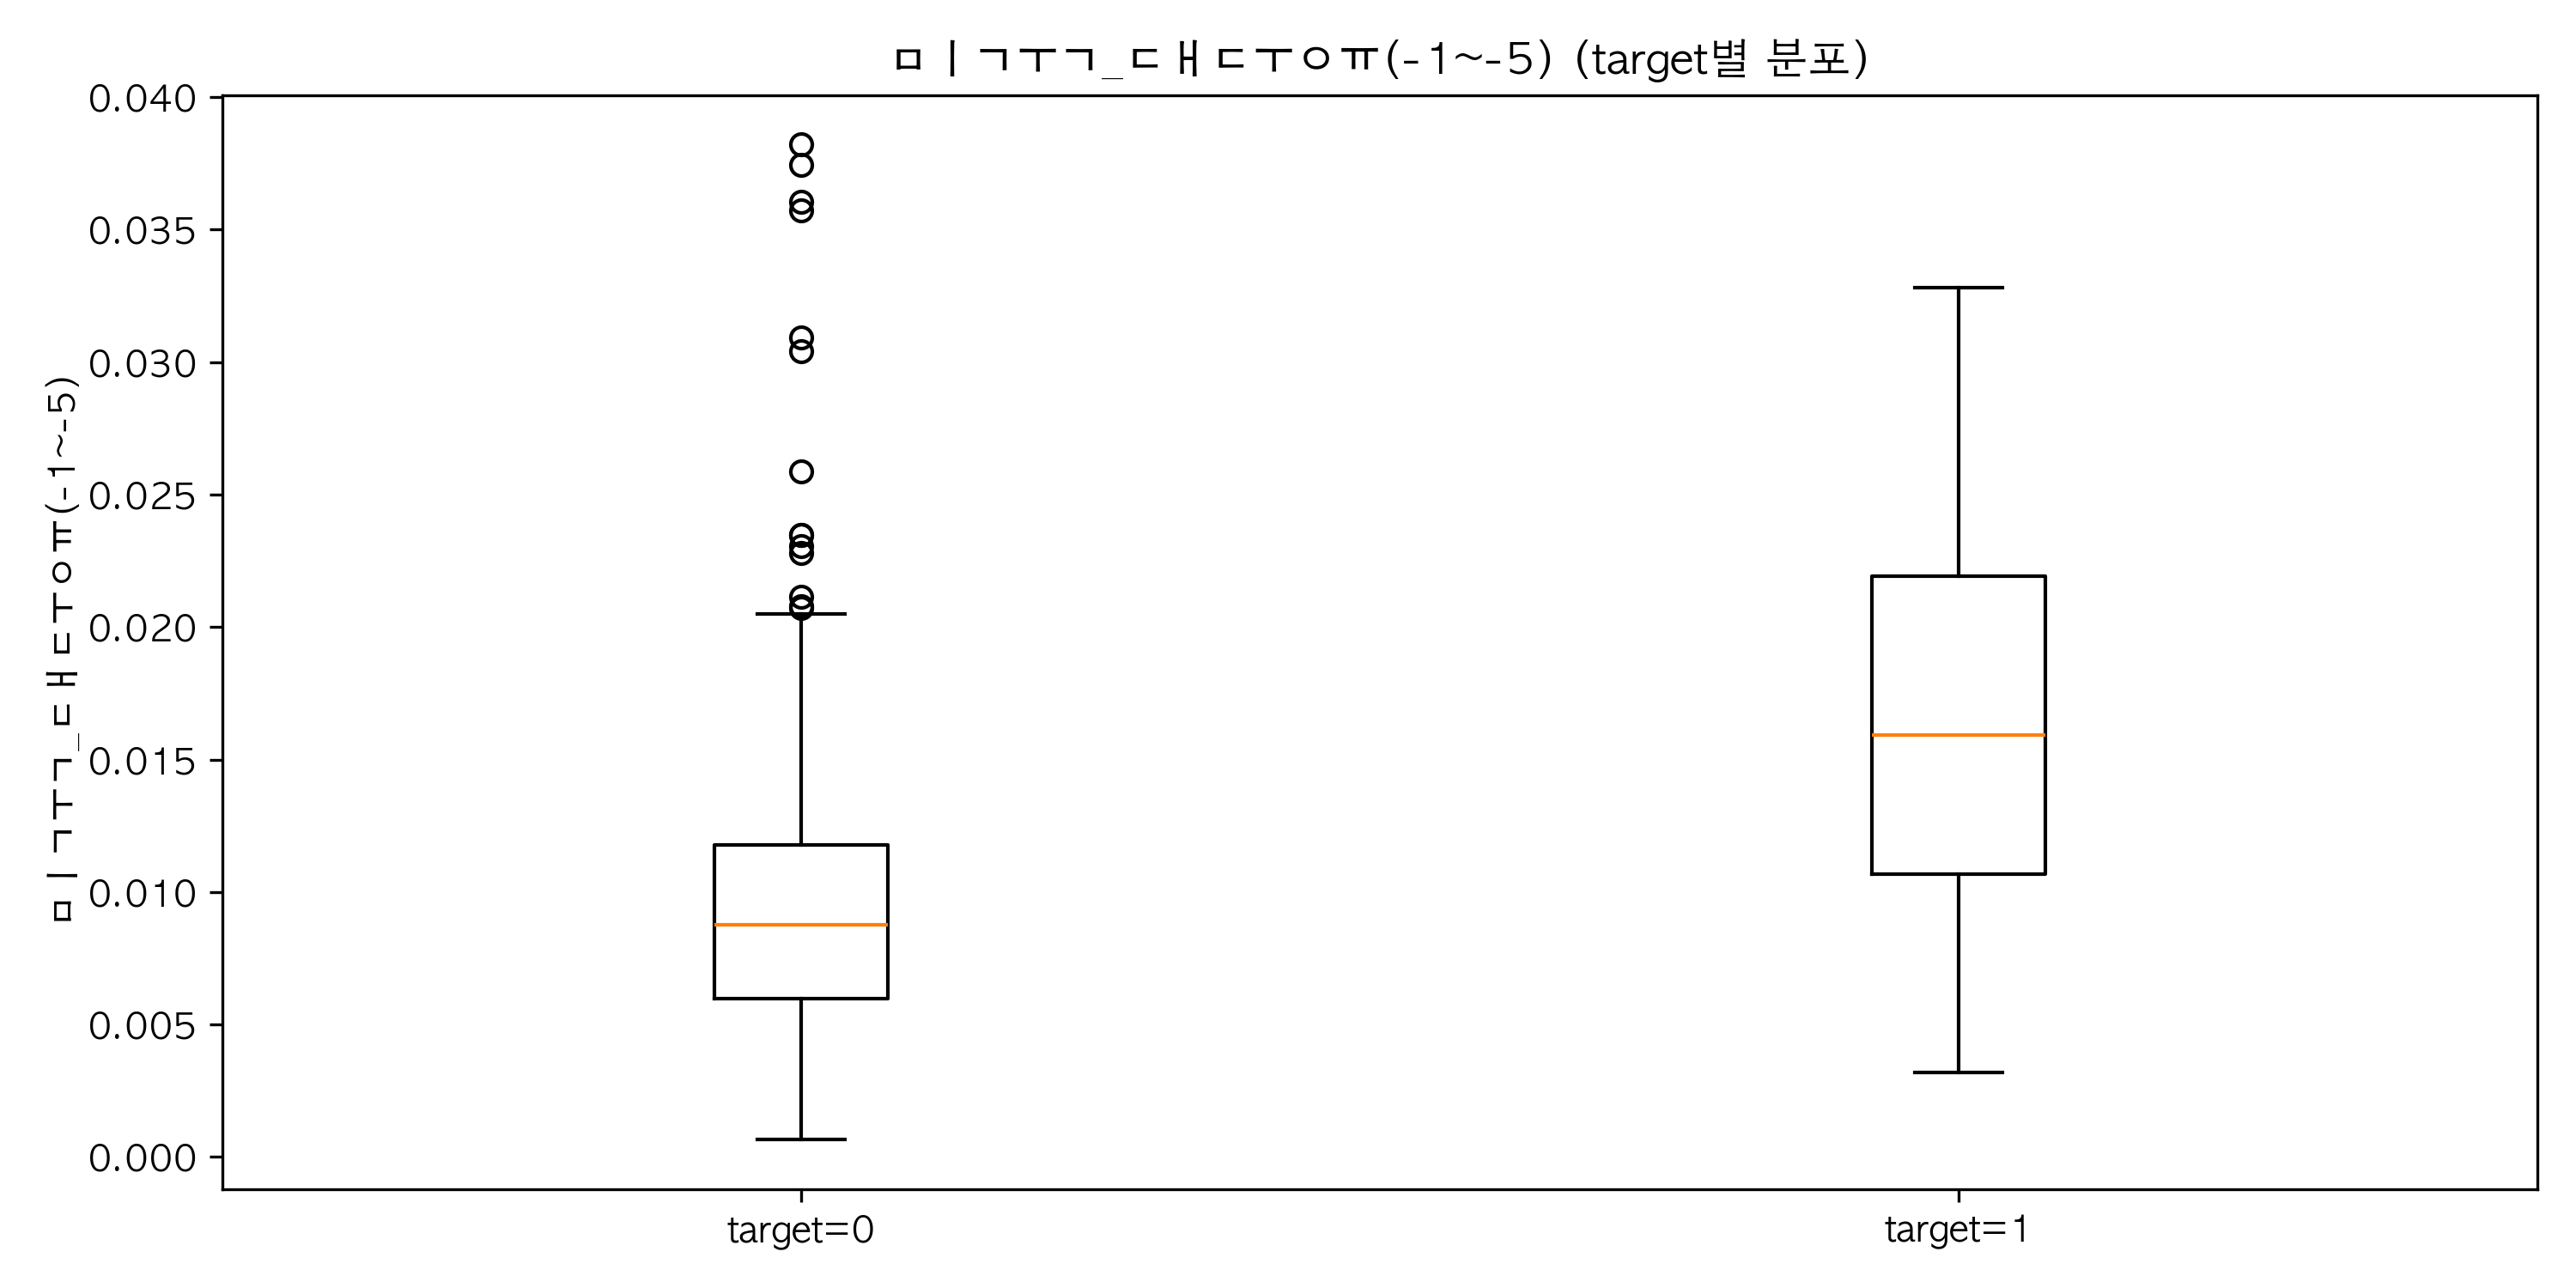 ㅁㅣㄱㅜㄱ_ㄷㅐㄷㅜㅇㅠ(-1~-5) (target별 분포)
ㅁㅣㄱㅜㄱ_ㄷㅐㄷㅜㅇㅠ(-1~-5)
0.040
0.035
0.030
0.025
0.020
0.015
0.010
0.005
0.000
target=0
target=1